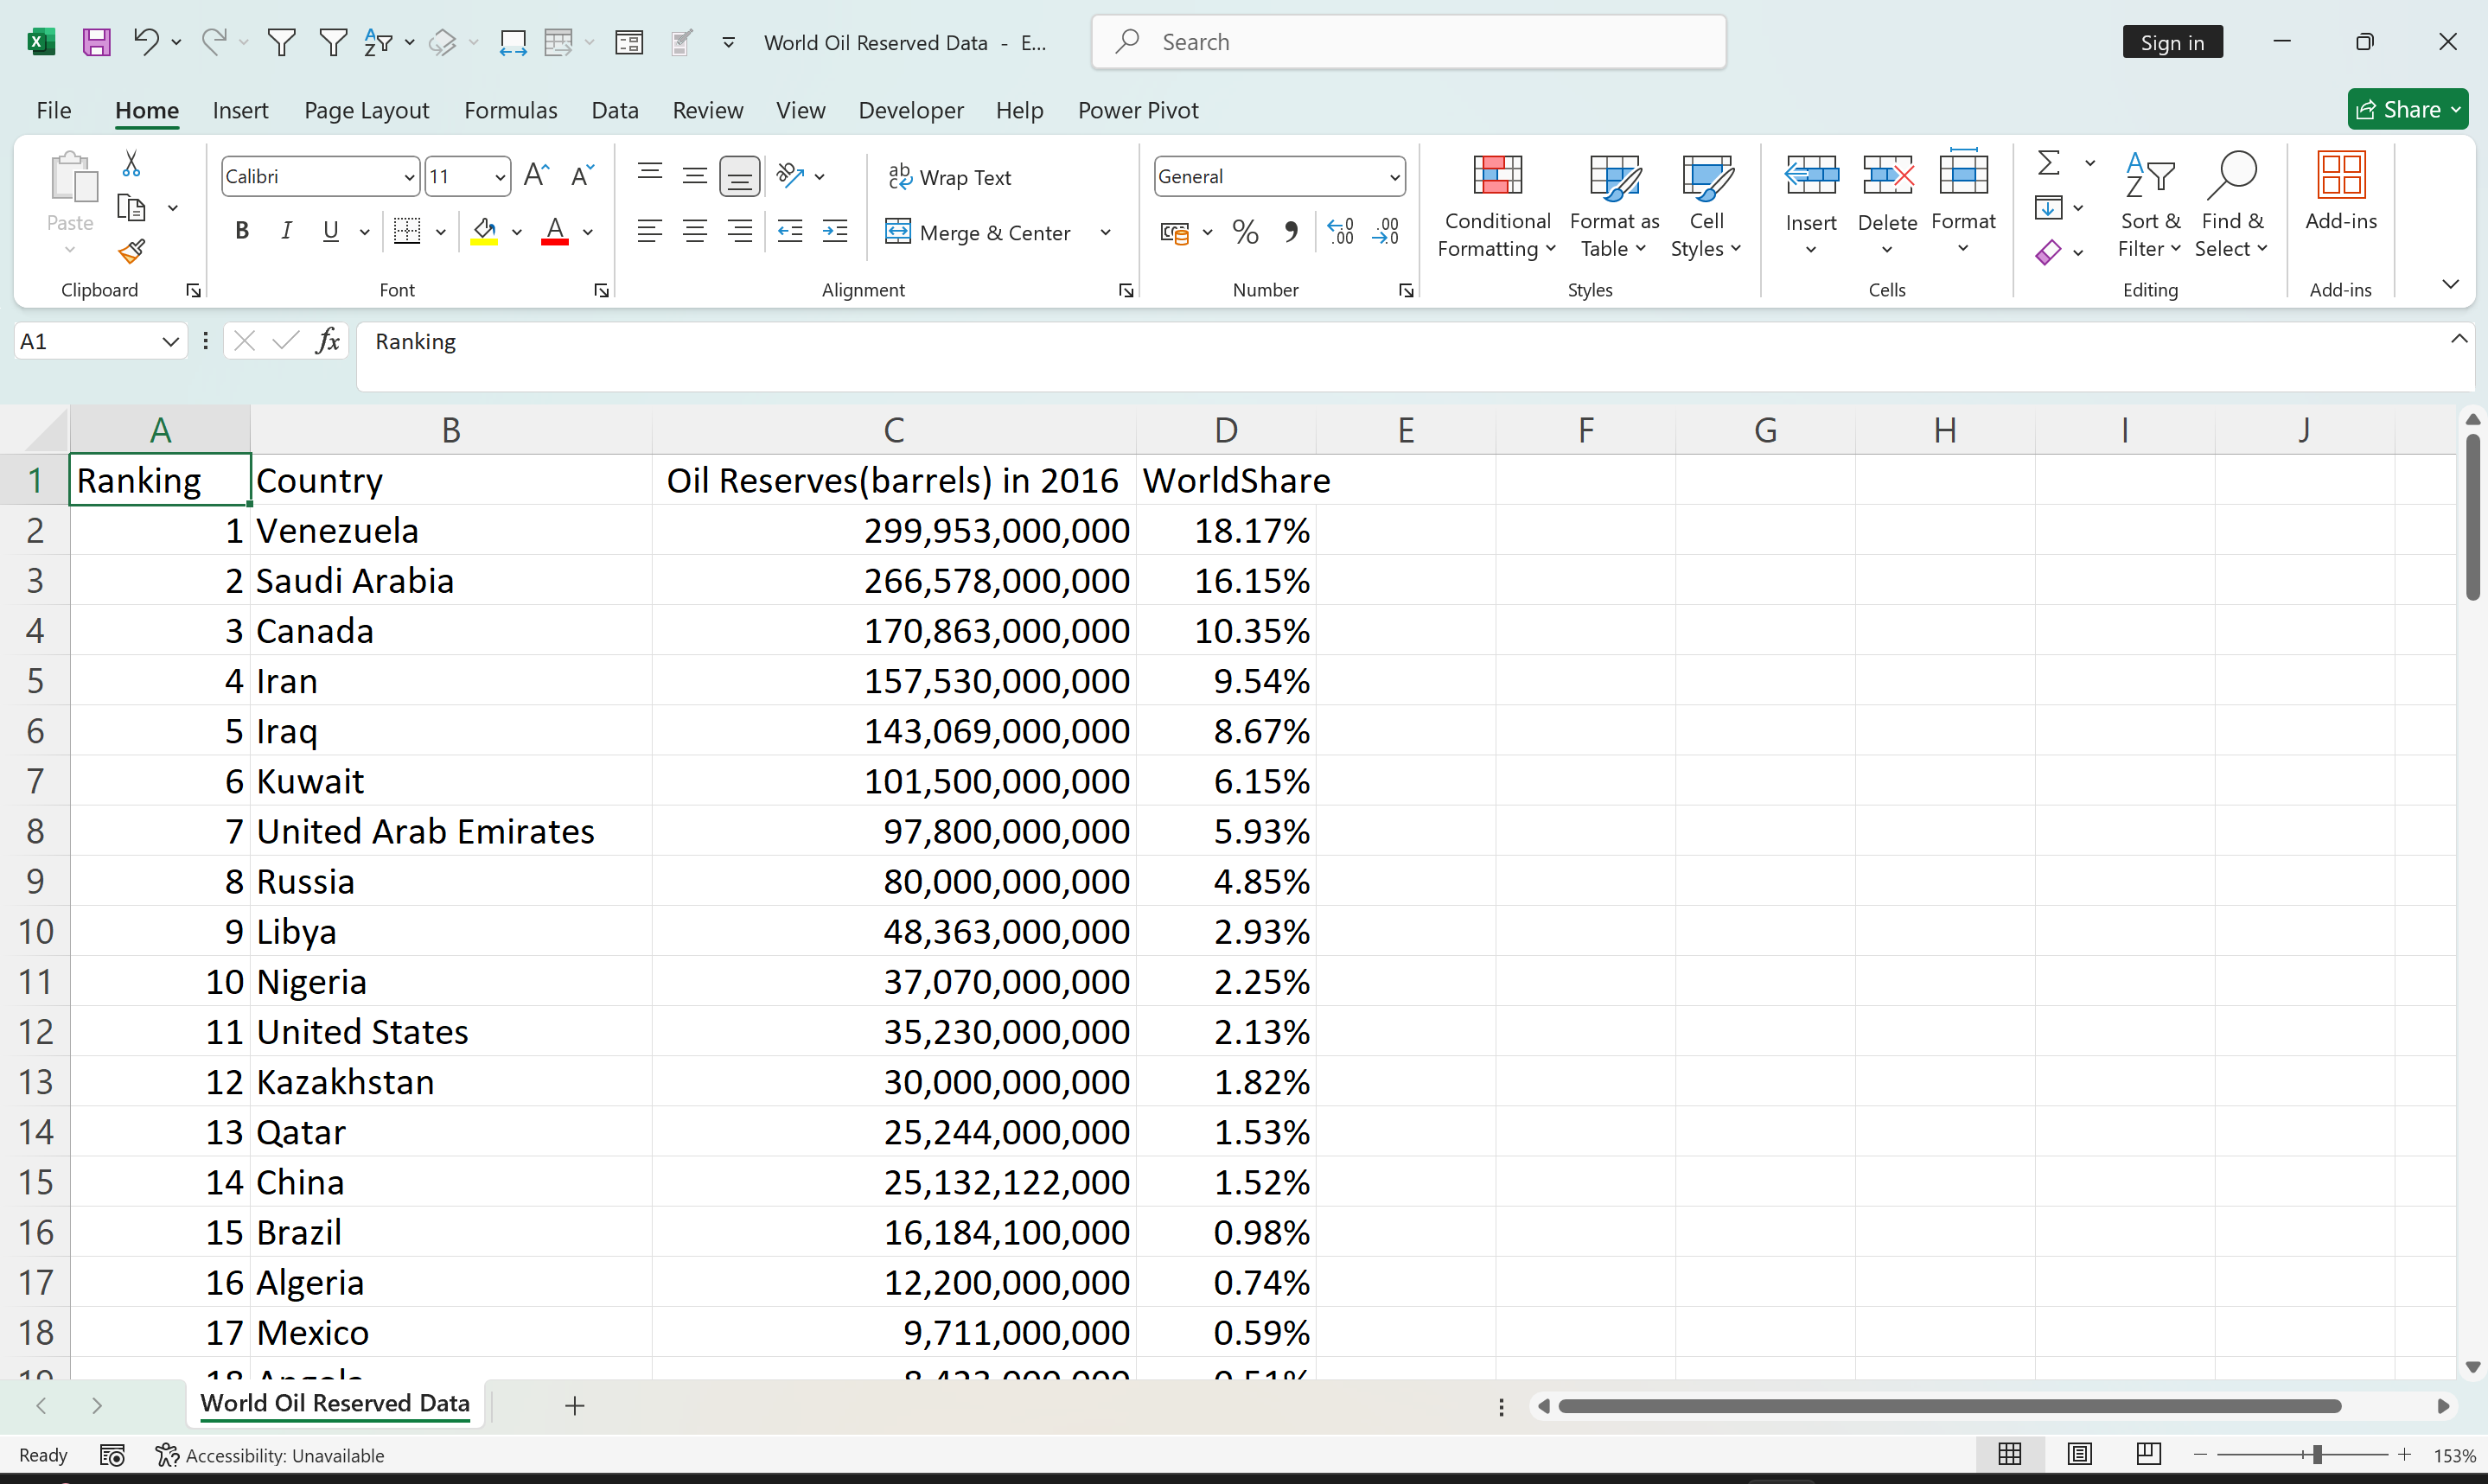 World Oil Reserved Data - E...
Search
Sign in
File Home Insert Page Layout Formulas Data Review View Developer Help Power Pivot
Share
Paste
Clipboard
Calibri 11
B I U
Font
Wrap Text
Merge & Center
Alignment
General
Number
Conditional Formatting
Format as Table
Cell Styles
Styles
Insert Delete Format
Cells
Sort & Filter
Find & Select
Editing
Add-ins
Add-ins
A1 fx Ranking
A B C D E F G H I J
1 Ranking Country Oil Reserves(barrels) in 2016 WorldShare
2 1 Venezuela 299,953,000,000 18.17%
3 2 Saudi Arabia 266,578,000,000 16.15%
4 3 Canada 170,863,000,000 10.35%
5 4 Iran 157,530,000,000 9.54%
6 5 Iraq 143,069,000,000 8.67%
7 6 Kuwait 101,500,000,000 6.15%
8 7 United Arab Emirates 97,800,000,000 5.93%
9 8 Russia 80,000,000,000 4.85%
10 9 Libya 48,363,000,000 2.93%
11 10 Nigeria 37,070,000,000 2.25%
12 11 United States 35,230,000,000 2.13%
13 12 Kazakhstan 30,000,000,000 1.82%
14 13 Qatar 25,244,000,000 1.53%
15 14 China 25,132,122,000 1.52%
16 15 Brazil 16,184,100,000 0.98%
17 16 Algeria 12,200,000,000 0.74%
18 17 Mexico 9,711,000,000 0.59%
World Oil Reserved Data
Ready Accessibility: Unavailable 153%